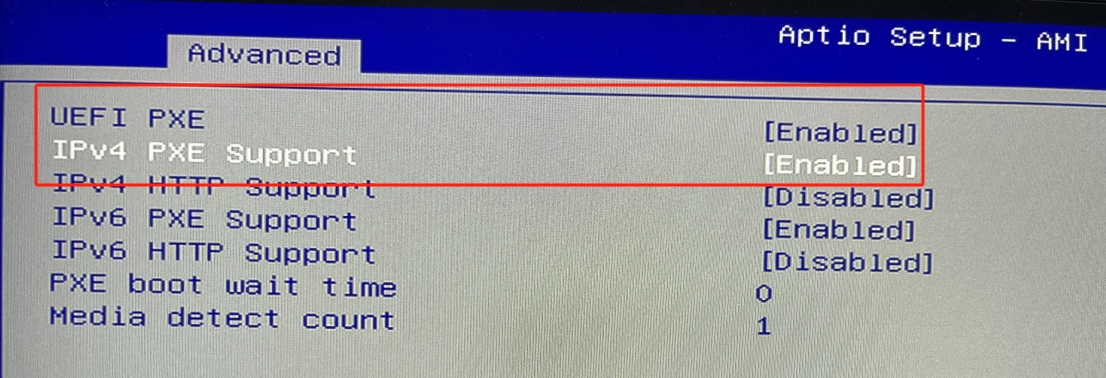 Aptio Setup - AMI
Advanced
UEFI PXE [Enabled]
IPv4 PXE Support [Enabled]
IPv4 HTTP Support [Disabled]
IPv6 PXE Support [Enabled]
IPv6 HTTP Support [Disabled]
PXE boot wait time 0
Media detect count 1